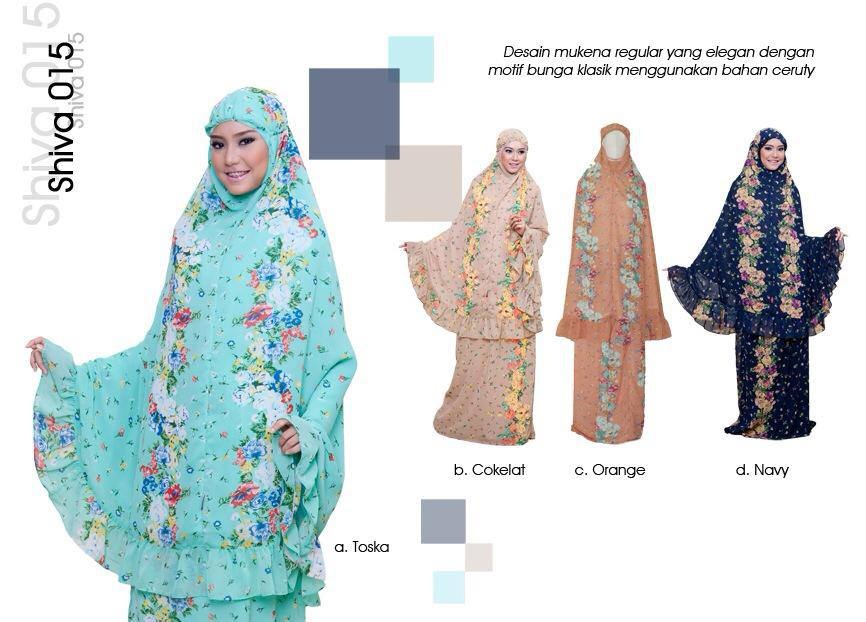 Shiva 015
Shiva 015
Shiva 015
Desain mukena regular yang elegan dengan
motif bunga klasik menggunakan bahan ceruty
b. Cokelat
c. Orange
d. Navy
a. Toska